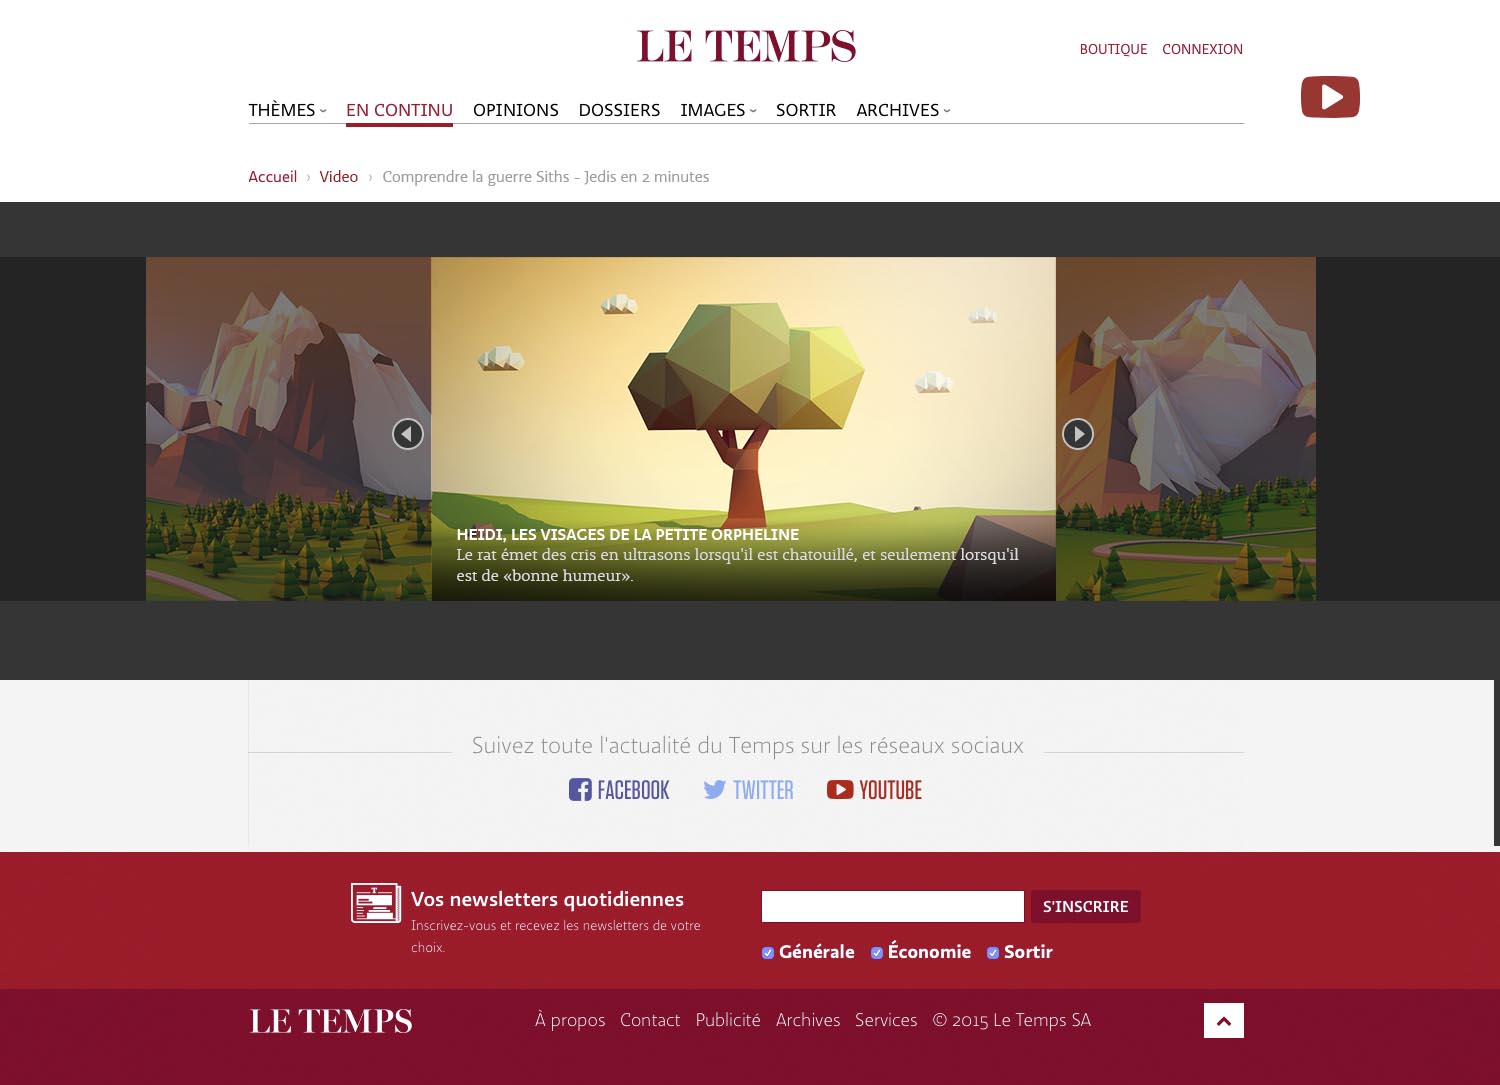 LE TEMPS
BOUTIQUE CONNEXION
THÈMES EN CONTINU OPINIONS DOSSIERS IMAGES SORTIR ARCHIVES
Accueil › Video › Comprendre la guerre Siths - Jedis en 2 minutes
HEIDI, LES VISAGES DE LA PETITE ORPHELINE
Le rat émet des cris en ultrasons lorsqu'il est chatouillé, et seulement lorsqu'il
est de «bonne humeur».
Suivez toute l'actualité du Temps sur les réseaux sociaux
FACEBOOK TWITTER YOUTUBE
Vos newsletters quotidiennes
Inscrivez-vous et recevez les newsletters de votre
choix.
S'INSCRIRE
Générale Économie Sortir
LE TEMPS
À propos Contact Publicité Archives Services © 2015 Le Temps SA